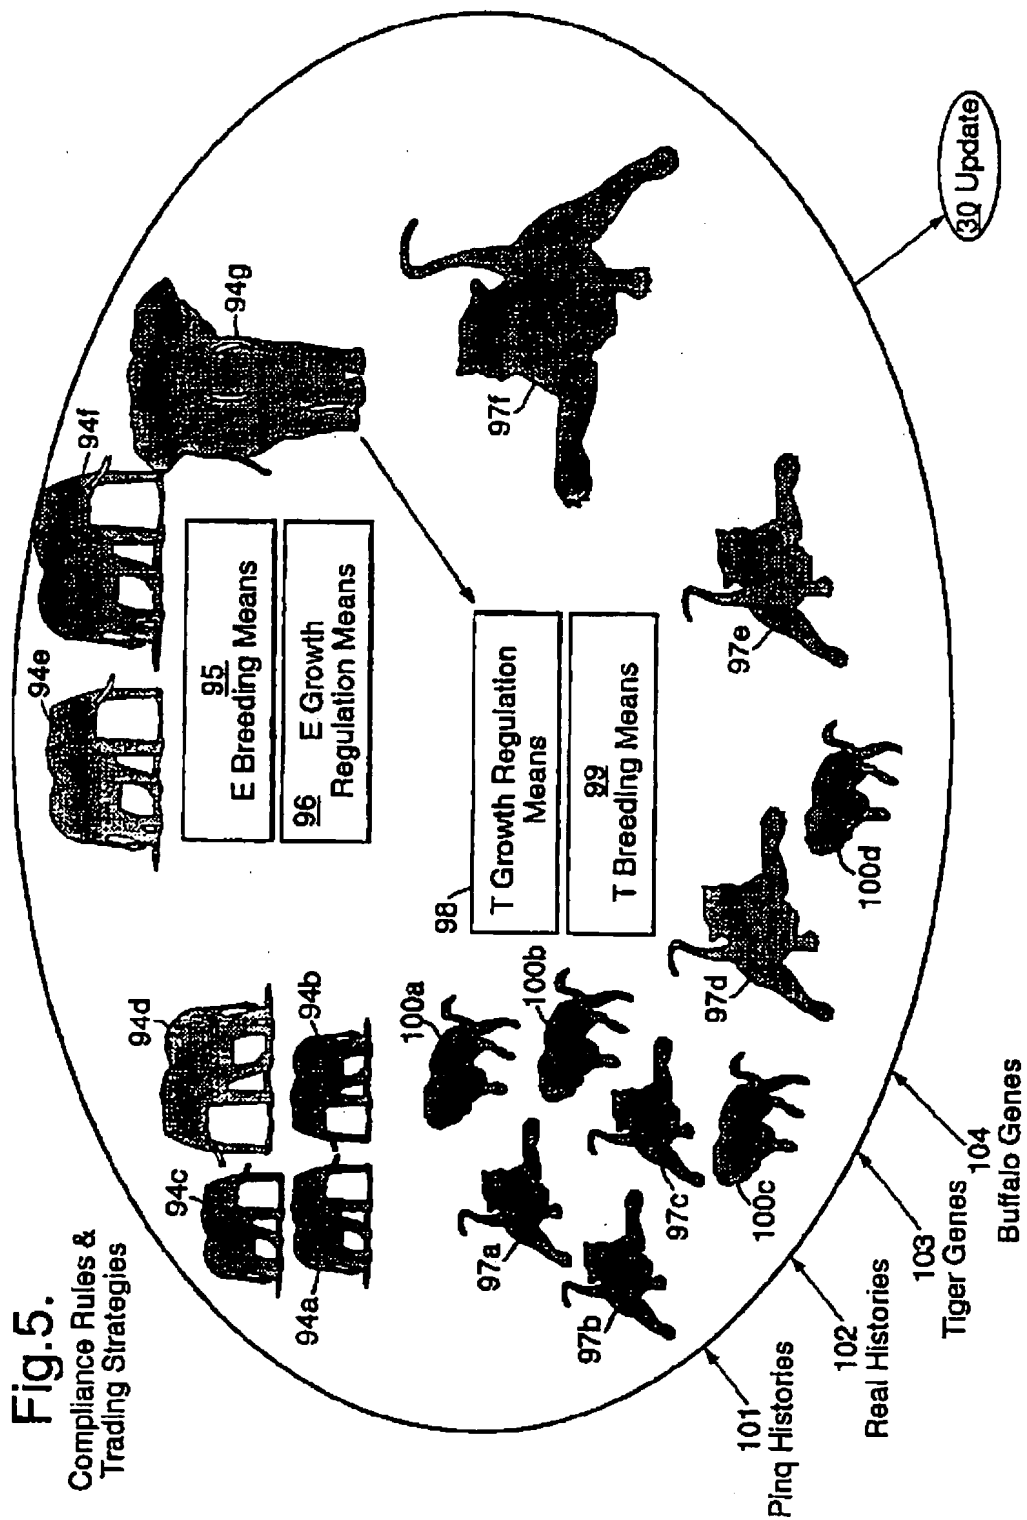 Fig.5.
Compliance Rules &
Trading Strategies
94a
94b
94c
94d
94e
94f
94g
95
E Breeding Means
96 E Growth
Regulation Means
98
T Growth Regulation
Means
99
T Breeding Means
97a
97b
97c
97d
97e
97f
100a
100b
100c
100d
101
Pinq Histories
102
Real Histories
103
Tiger Genes
104
Buffalo Genes
30 Update